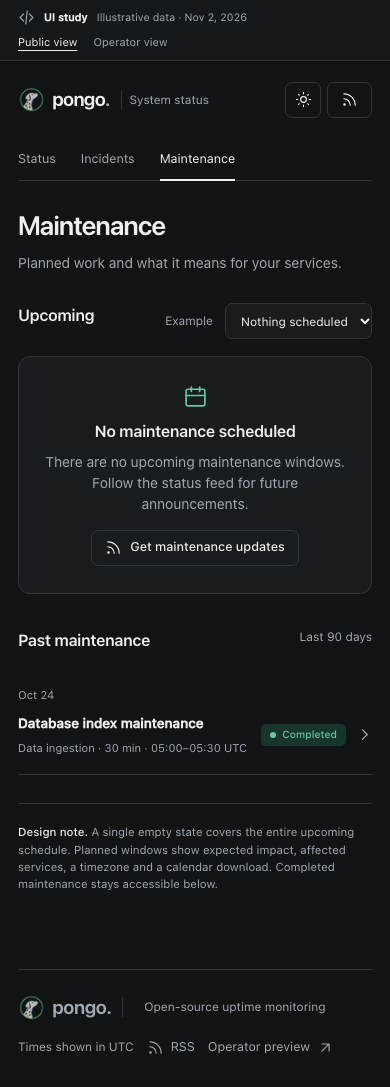 UI study Illustrative data · Nov 2, 2026
Public view Operator view
pongo. System status
Status Incidents Maintenance
Maintenance
Planned work and what it means for your services.
Upcoming Example Nothing scheduled
No maintenance scheduled
There are no upcoming maintenance windows.
Follow the status feed for future
announcements.
Get maintenance updates
Past maintenance Last 90 days
Oct 24
Database index maintenance
Data ingestion · 30 min · 05:00–05:30 UTC
Completed
Design note. A single empty state covers the entire upcoming
schedule. Planned windows show expected impact, affected
services, a timezone and a calendar download. Completed
maintenance stays accessible below.
pongo. Open-source uptime monitoring
Times shown in UTC RSS Operator preview